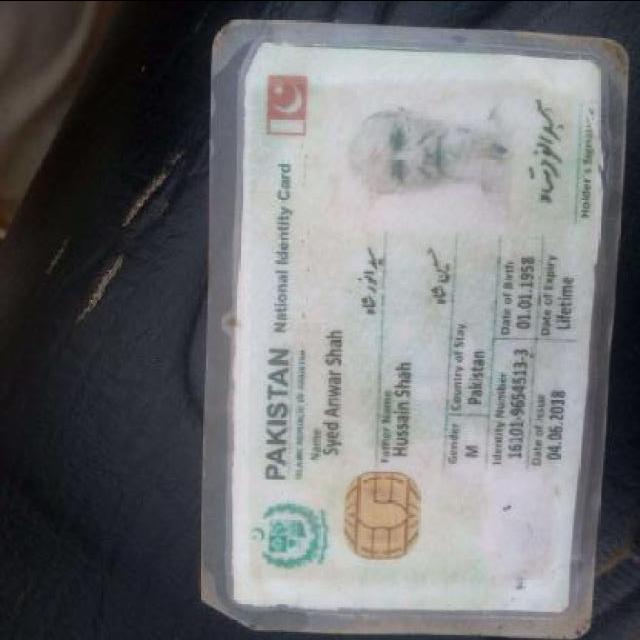 PAKISTAN National Identity Card
ISLAMIC REPUBLIC OF PAKISTAN
Name
Syed Anwar Shah
سید انور شاہ
Father Name
Hussain Shah
حسین شاہ
Gender Country of Stay
M Pakistan
Identity Number Date of Birth
16101-9654513-3 01.01.1958
Date of Issue Date of Expiry
04.06.2018 Lifetime
سید انور شاہ
Holder's Signature